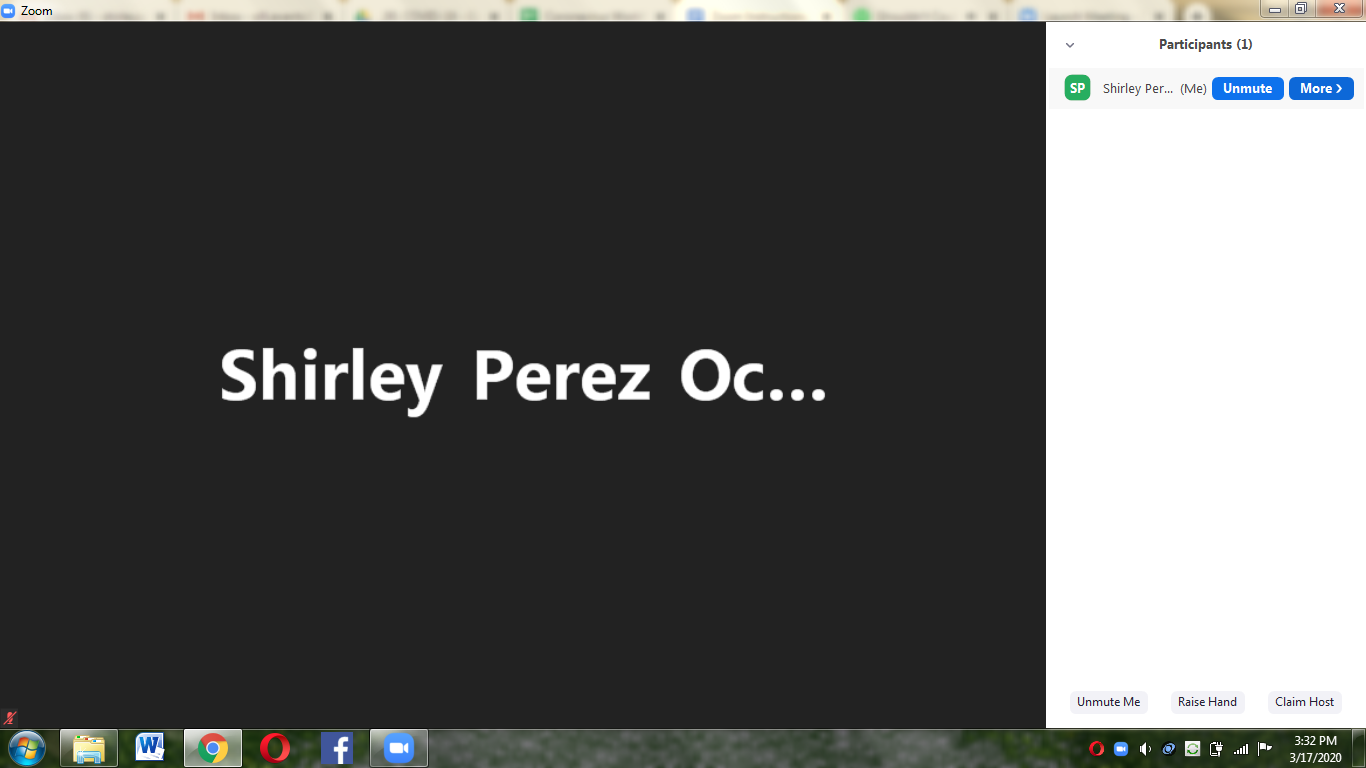 Zoom
Participants (1)
SP Shirley Per... (Me) Unmute More
Shirley Perez Oc...
Unmute Me Raise Hand Claim Host
3:32 PM
3/17/2020